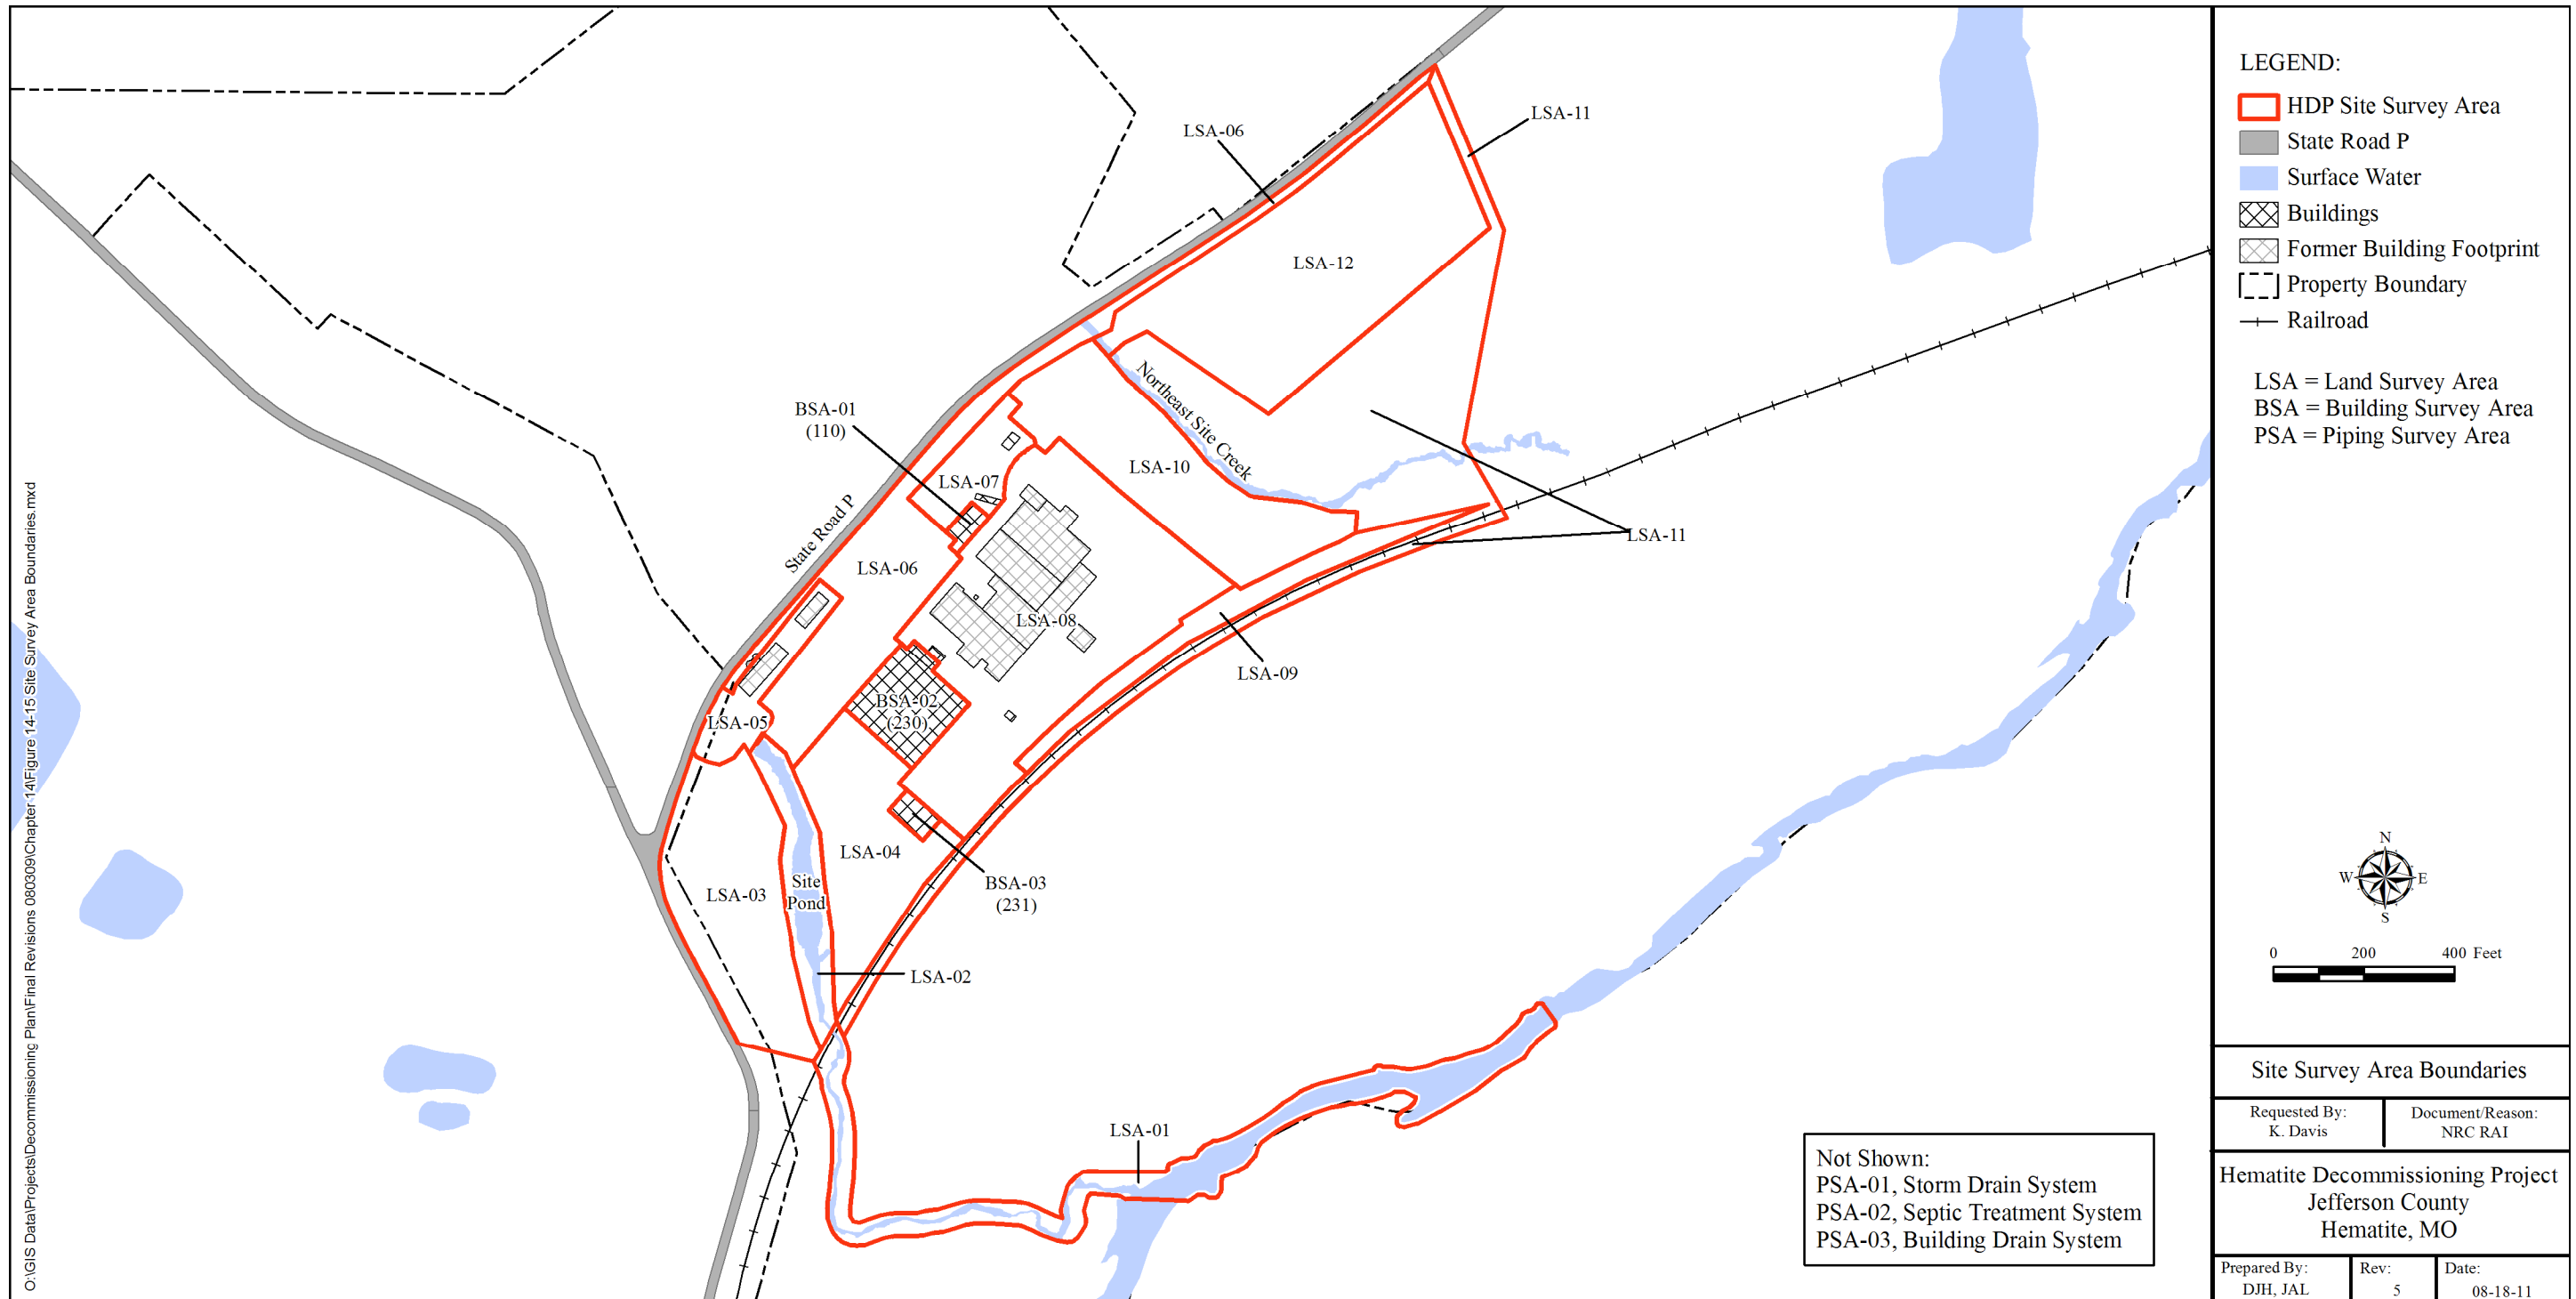 LSA-11
LSA-06
LSA-12
BSA-01
(110)
Northeast Site Creek
LSA-10
LSA-07
State Road P
LSA-11
LSA-06
LSA-08
LSA-09
BSA-02
(230)
LSA-05
LSA-04
LSA-03
Site
Pond
BSA-03
(231)
LSA-02
LSA-01
O:\GIS Data\Projects\Decommissioning Plan\Final Revisions 080309\Chapter 14\Figure 14-15 Site Survey Area Boundaries.mxd
Not Shown:
PSA-01, Storm Drain System
PSA-02, Septic Treatment System
PSA-03, Building Drain System
LEGEND:
HDP Site Survey Area
State Road P
Surface Water
Buildings
Former Building Footprint
Property Boundary
Railroad
LSA = Land Survey Area
BSA = Building Survey Area
PSA = Piping Survey Area
N
W E
S
0 200 400 Feet
Site Survey Area Boundaries
Requested By:
K. Davis
Document/Reason:
NRC RAI
Hematite Decommissioning Project
Jefferson County
Hematite, MO
Prepared By:
DJH, JAL
Rev:
5
Date:
08-18-11